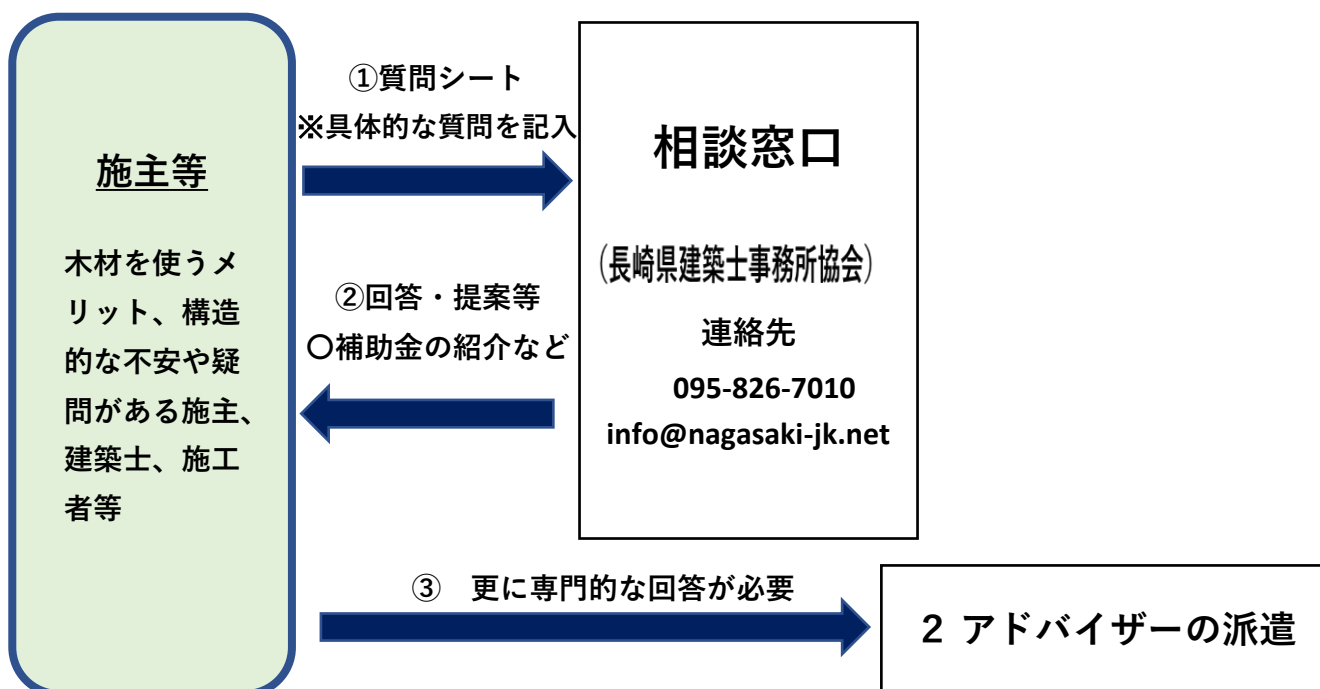 施主等
木材を使うメ
リット、構造
的な不安や疑
問がある施主、
建築士、施工
者等
①質問シート
※具体的な質問を記入
②回答・提案等
〇補助金の紹介など
相談窓口
(長崎県建築士事務所協会)
連絡先
095-826-7010
info@nagasaki-jk.net
③　更に専門的な回答が必要
2 アドバイザーの派遣